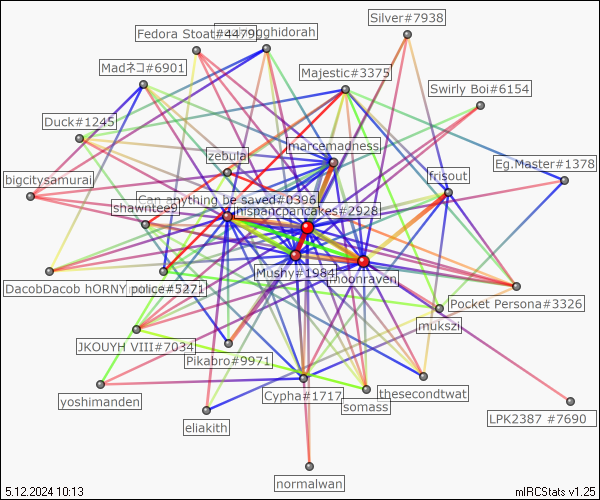 Silver#7938
Fedora Stoat#4479
gghidorah
Madネコ#6901
Majestic#3375
Swirly Boi#6154
Duck#1245
marcemadness
zebulal
Eg.Master#1378
frisout
bigcitysamurai
Can anything be saved#0396
shawntee9
hispancpancakes#2928
Mushy#1984
moonraven
DacobDacob hORNY police#5271
Pocket Persona#3326
mukszi
JKOUYH VIII#7034
Pikabro#9971
yoshimanden
Cypha#1717
thesecondtwat
somass
eliakith
LPK2387 #7690
normalwan
5.12.2024 10:13
mIRCStats v1.25